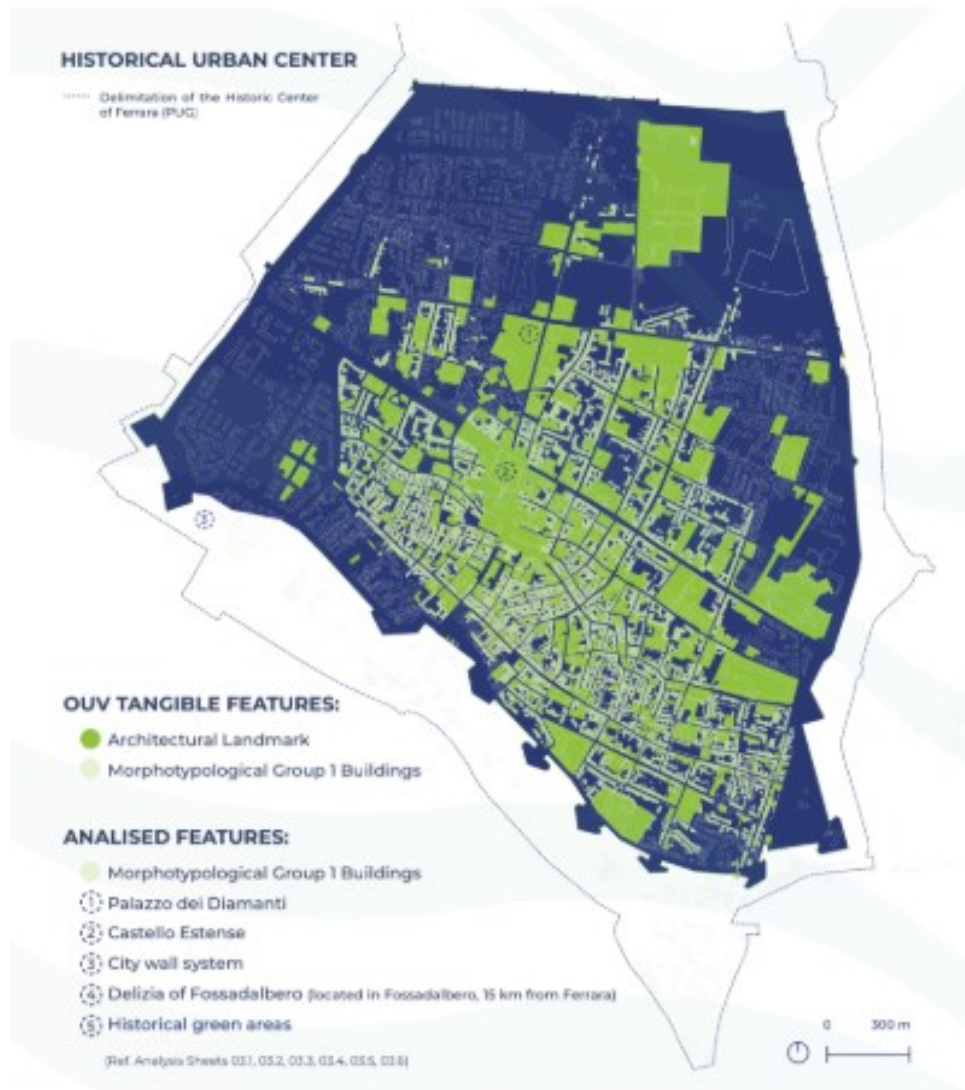 HISTORICAL URBAN CENTER
Delimitation of the Historic Center
of Ferrara (PUG)
1
2
3
OUV TANGIBLE FEATURES:
Architectural Landmark
Morphotypological Group 1 Buildings
ANALISED FEATURES:
Morphotypological Group 1 Buildings
1 Palazzo dei Diamanti
2 Castello Estense
3 City wall system
4 Delizia of Fossadalbero (located in Fossadalbero, 15 km from Ferrara)
5 Historical green areas
(Ref. Analysis Sheets 03.1, 03.2, 03.3, 03.4, 03.5, 03.6)
0 300 m